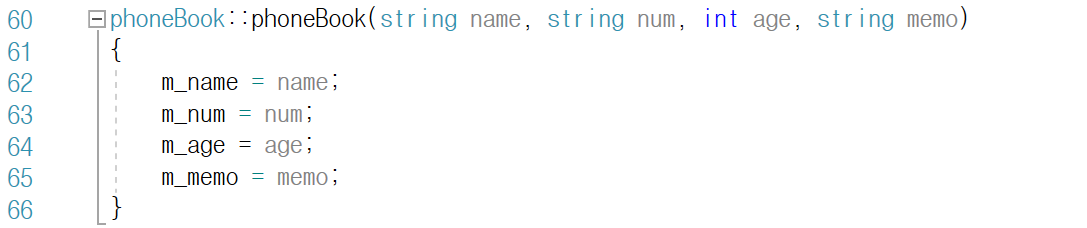 60 phoneBook::phoneBook(string name, string num, int age, string memo)
61 {
62 m_name = name;
63 m_num = num;
64 m_age = age;
65 m_memo = memo;
66 }